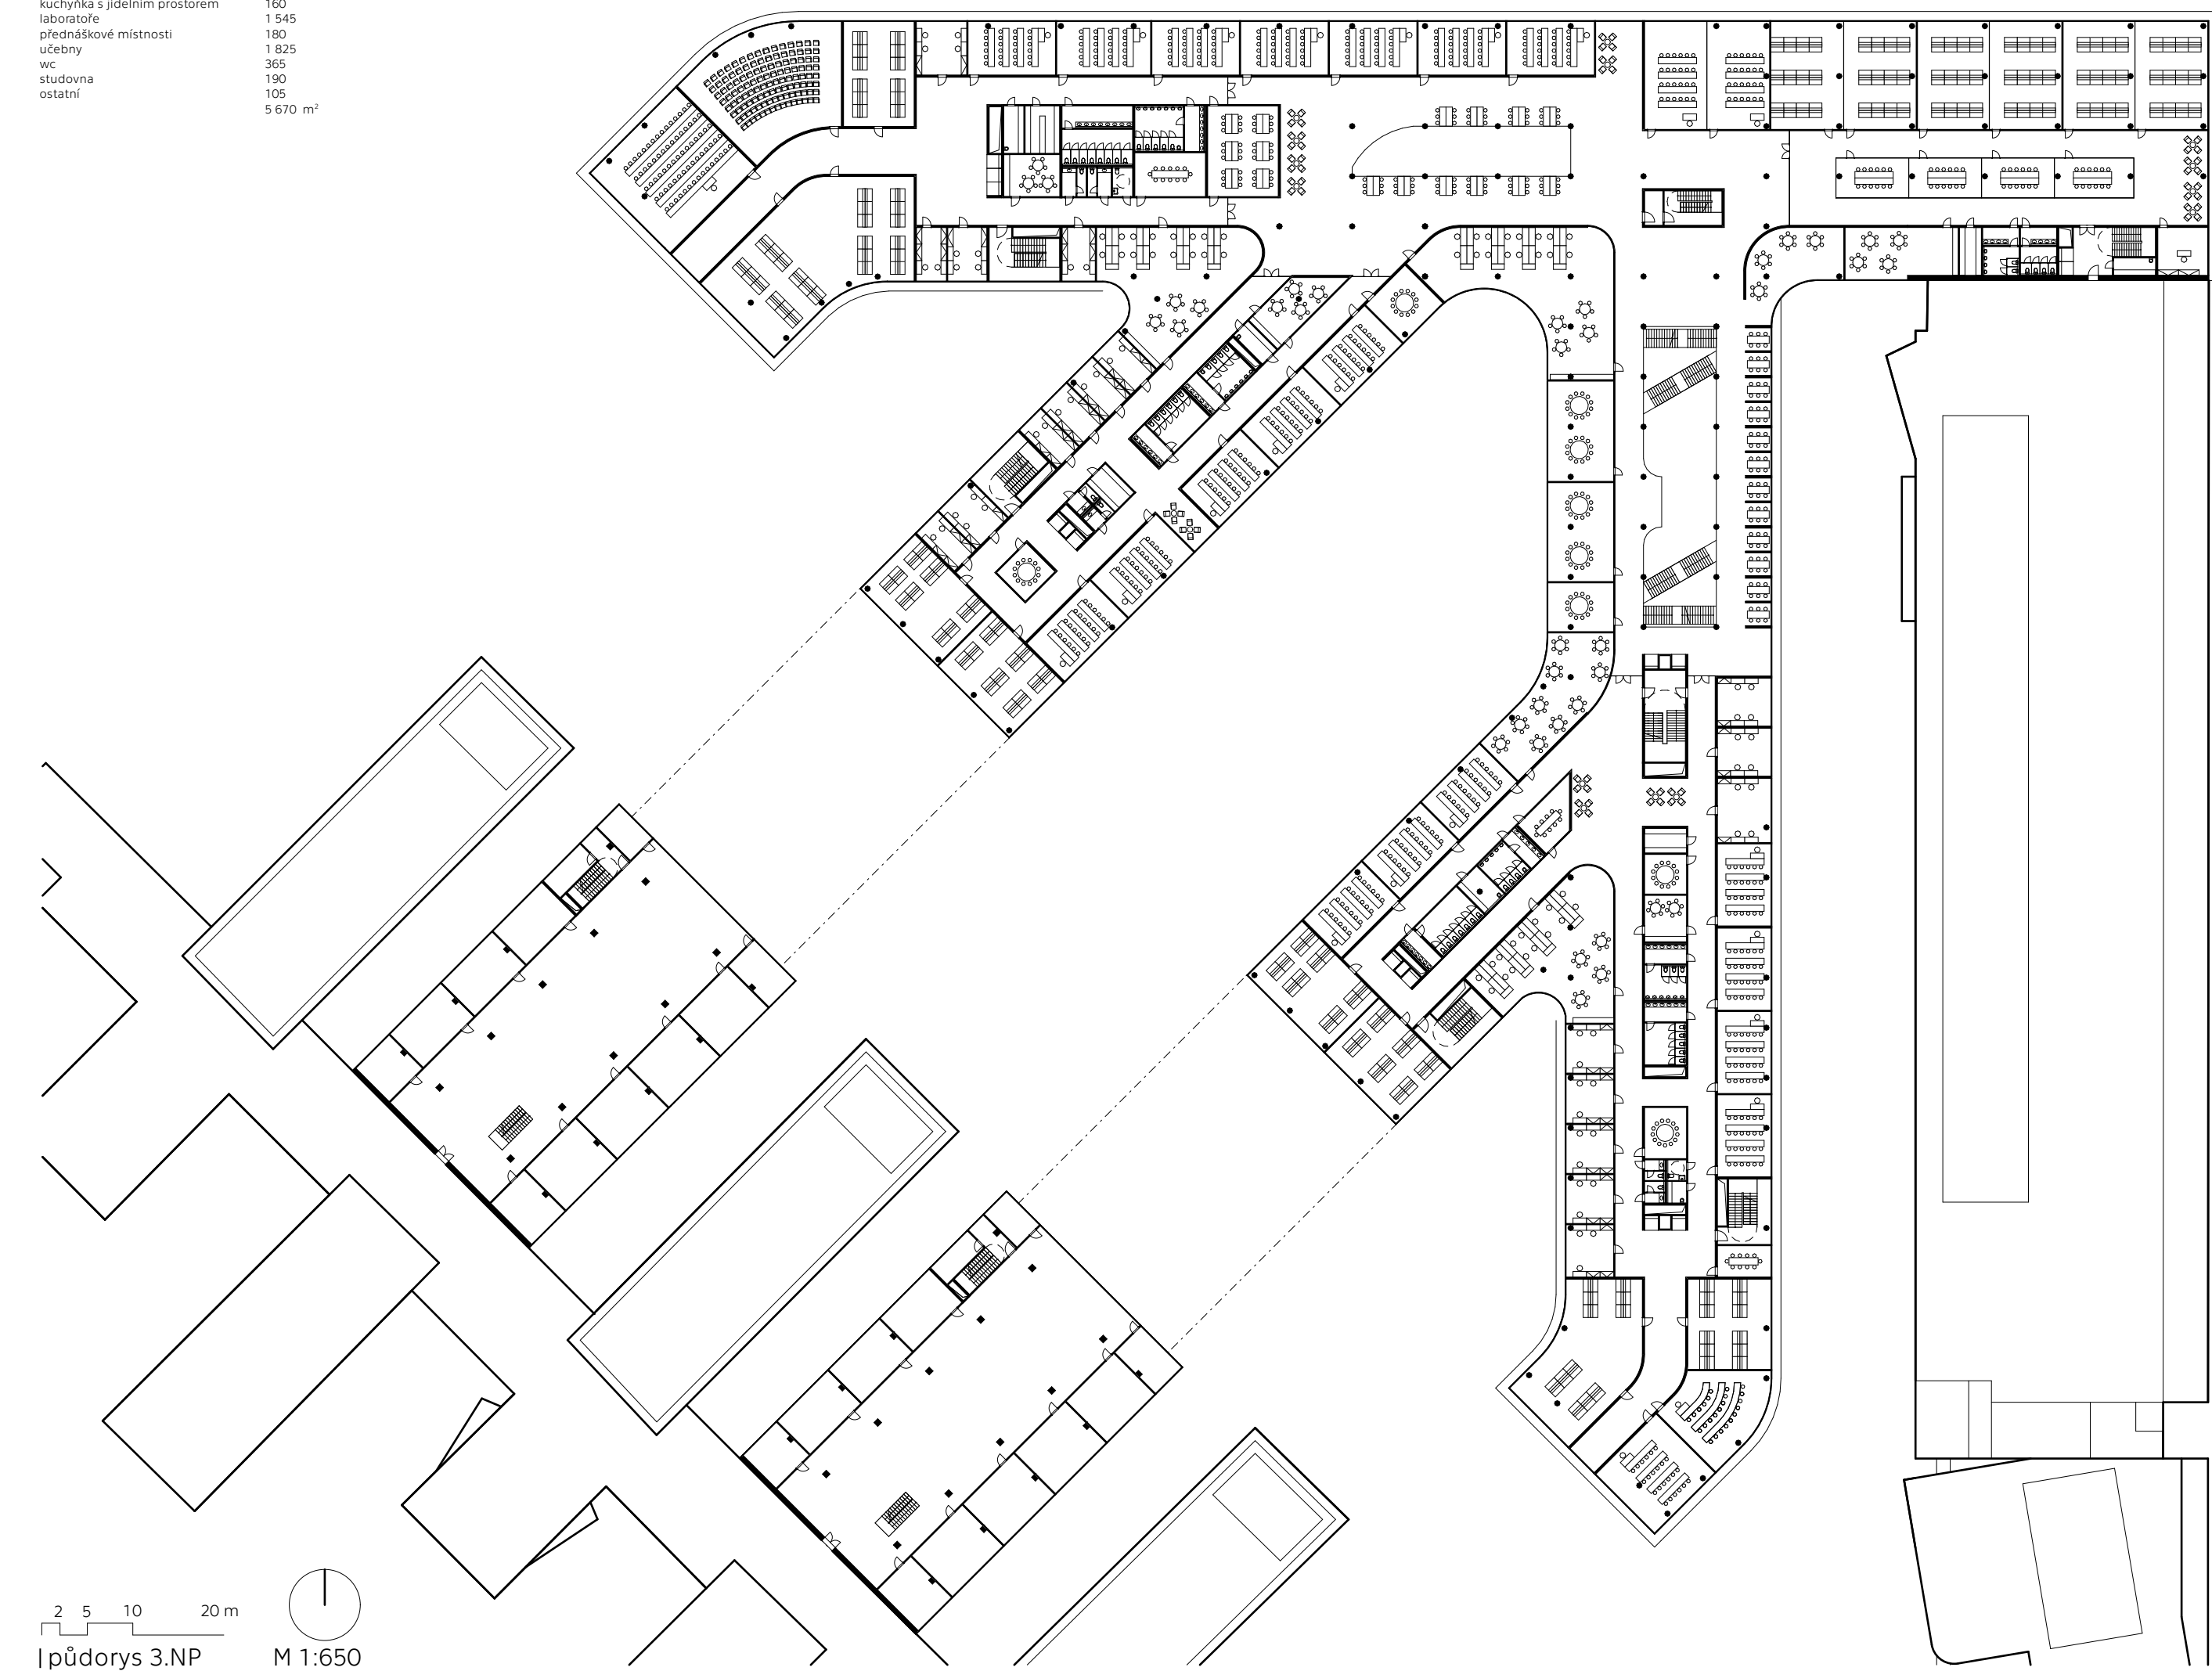 kuchyňka s jídelním prostorem 160
laboratoře 1 545
přednáškové místnosti 180
učebny 1 825
wc 365
studovna 190
ostatní 105
5 670 m²
2 5 10 20 m
půdorys 3.NP M 1:650